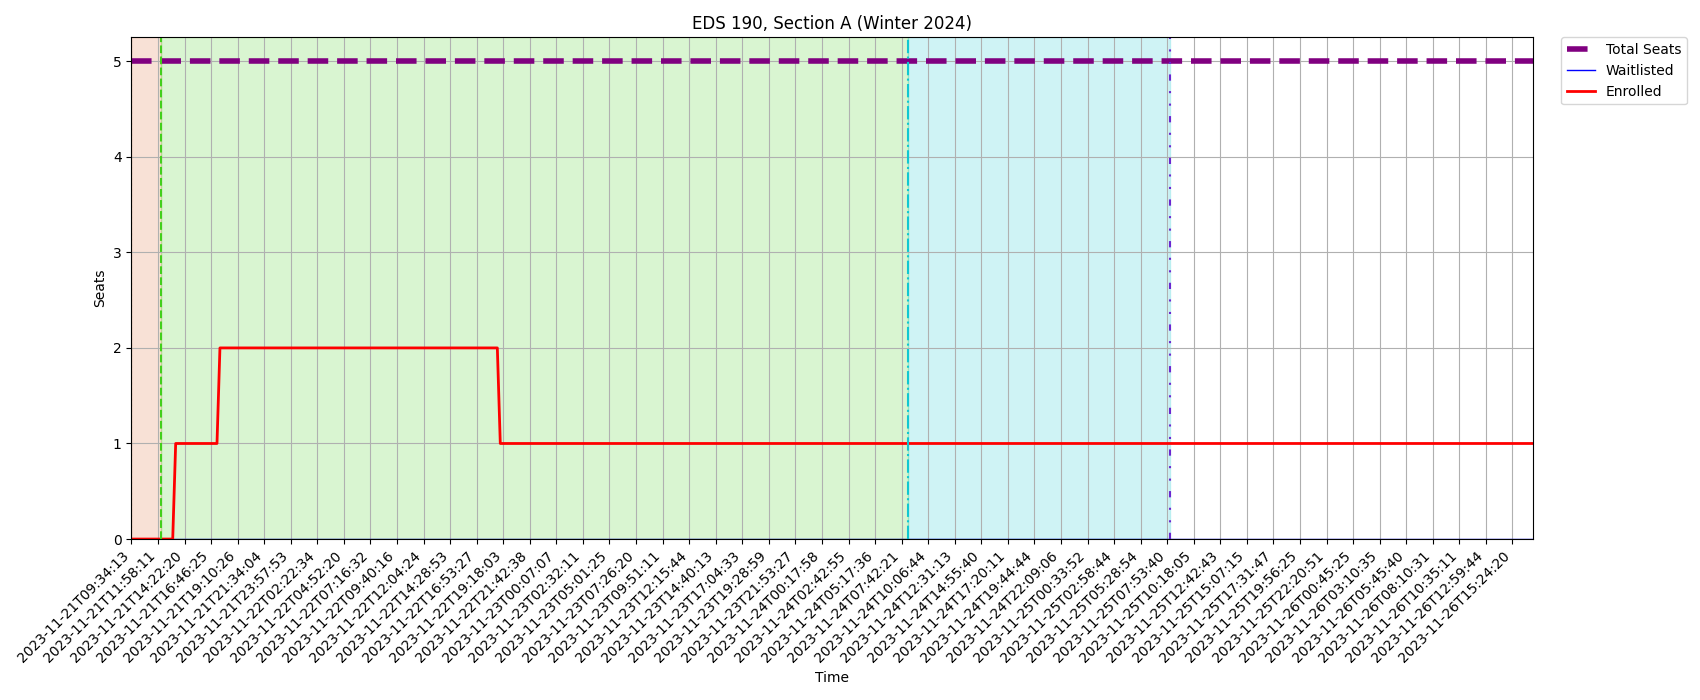 EDS 190, Section A (Winter 2024)
Total Seats
Waitlisted
Enrolled
5
4
3
2
1
0
Seats
2023-11-21T09:34:13
2023-11-21T11:58:11
2023-11-21T14:22:20
2023-11-21T16:46:25
2023-11-21T19:10:26
2023-11-21T21:34:04
2023-11-21T23:57:53
2023-11-22T02:22:34
2023-11-22T04:52:20
2023-11-22T07:16:32
2023-11-22T09:40:16
2023-11-22T12:04:24
2023-11-22T14:28:53
2023-11-22T16:53:27
2023-11-22T19:18:03
2023-11-22T21:42:38
2023-11-23T00:07:07
2023-11-23T02:32:11
2023-11-23T05:01:25
2023-11-23T07:26:20
2023-11-23T09:51:11
2023-11-23T12:15:44
2023-11-23T14:40:13
2023-11-23T17:04:33
2023-11-23T19:28:59
2023-11-23T21:53:27
2023-11-24T00:17:58
2023-11-24T02:42:55
2023-11-24T05:17:36
2023-11-24T07:42:21
2023-11-24T10:06:44
2023-11-24T12:31:13
2023-11-24T14:55:40
2023-11-24T17:20:11
2023-11-24T19:44:44
2023-11-24T22:09:06
2023-11-25T00:33:52
2023-11-25T02:58:44
2023-11-25T05:28:54
2023-11-25T07:53:40
2023-11-25T10:18:05
2023-11-25T12:42:43
2023-11-25T15:07:15
2023-11-25T17:31:47
2023-11-25T19:56:25
2023-11-25T22:20:51
2023-11-26T00:45:25
2023-11-26T03:10:35
2023-11-26T05:45:40
2023-11-26T08:10:31
2023-11-26T10:35:11
2023-11-26T12:59:44
2023-11-26T15:24:20
Time